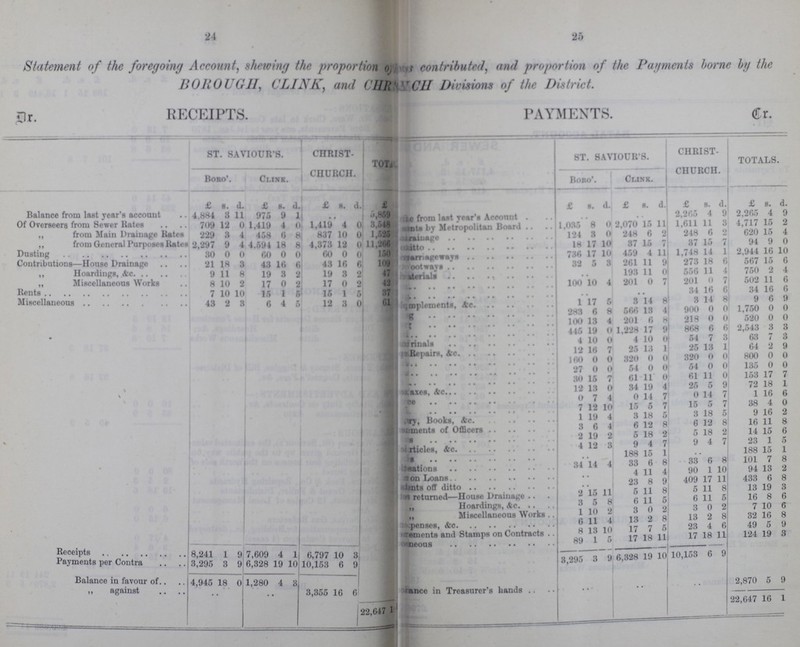 24
25
Statement of the foregoing Account, shewing the proportion contributed, and proportion of the Payments borne by the
BOROUGH, CLINK, and CHURCH Divisions of the District.
Dr. RECEIPTS.
ST. SAVIOUR'S. CHRIST-CHURCH.
Boro'. Clink.
£ s. d. £ s. d. £ s. d. £
Balance from last year's account .. 4,884 3 11 975 9 1 .. 5,859
Of Overseers from Sewer Rates .. 709 12 0 1,419 4 0 1,419 4 0 3,548
„ from Main Drainage Rates 229 3 4 458 6 8 837 10 0 1,525
„ from General Purposes Rates 2,297 9 4 4,594 18 8 4,373 12 0 11,266
Dusting .. 30 0 0 60 0 0 60 0 0 150
Contributions—House Drainage .. 21 18 3 43 16 6 43 16 6 109
„ Hoardings, &c. .. 9 11 8 19 3 2 19 3 2 47
„ Miscellaneous Works .. 8 10 2 17 0 2 17 0 2 42
Rents .. 7 10 10 15 1 5 15 1 5 37
Miscellaneous .. 43 2 3 6 4 5 12 3 0 61
Receipts .. 8,241 1 9 7,609 4 1 6,797 10 3
Payments per Contra .. 3,295 3 9 6,328 19 10 10,153 6 9
Balance in favour of .. 4,945 18 0 1,280 4 3
„ against .. .. .. 3,355 16 6
22,647
PAYMENTS. Cr.
ST. SAVIOUR'S. CHRIST-CHURCH. TOTALS.
Boro'. Clink.
£ s. d. £ s. d. £ s. d. £ s. d.
from last year's Account .. .. .. 2,265 4 9 2,265 4 9
by Metropolitan Board .. 1,035 8 0 2,070 15 11 1,611 11 3 4,717 15 2
124 3 0 248 6 2 248 6 2 620 15 4
18 17 10 37 15 7 37 15 7 94 9 0
736 17 10 459 4 11 1,748 14 1 2,944 16 10
32 5 3 261 11 9 273 18 6 567 15 6
.. 193 11 0 556 11 4 750 2 4
100 10 4 201 0 7 201 0 7 502 11 6
.. .. 34 16 6 34 16 6
&c. .. 1 17 5 3 14 8 3 14 8 9 6 9
283 6 8 566 13 4 900 0 0 1,750 0 0
100 13 4 201 6 8 218 0 0 520 0 0
445 19 0 1,228 17 9 868 6 6 2,543 3 3
4 10 0 4 10 0 54 7 3 63 7 3
Repairs, &c. .. 12 16 7 25 13 1 25 13 1 64 2 9
160 0 0 320 0 0 320 0 0 800 0 0
27 0 0 54 0 0 54 0 0 135 0 0
30 15 7 61 11 0 61 11 0 153 17 7
12 13 0 34 19 4 25 5 9 72 18 1
0 7 4 0 14 7 0 14 7 1 16 6
7 12 10 15 5 7 15 5 7 38 4 0
1 19 4 3 18 5 3 18 5 9 16 2
Books, &c. .. 3 6 4 6 12 8 6 12 8 16 11 8
of Officers .. 2 19 2 5 18 2 5 18 2 14 15 6
4 12 3 9 4 7 9 4 7 23 1 5
&c. .. .. 188 15 1 .. 188 15 1
34 14 4 33 6 8 33 6 8 101 7 8
.. 4 11 4 90 1 10 94 13 2
on Loans .. .. 23 8 9 409 17 11 433 6 8
off ditto .. 2 15 11 5 11 8 5 11 8 13 19 3
returned—House Drainage .. 3 5 8 6 11 5 6 11 5 16 8 6
„ Hoardings, &c. .. 1 10 2 3 0 2 3 0 2 7 10 6
„ Miscellaneous Works .. 6 11 4 13 2 8 13 2 8 32 16 8
&c. .. 8 13 10 17 7 5 23 4 6 49 5 9
and Stamps on Contracts .. 89 1 5 17 18 11 17 18 11 124 19 3
3,295 3 9 6,328 19 10 10,153 6 9
in Treasurer's hands .. .. .. .. 2,870 5 9
22,647 16 1